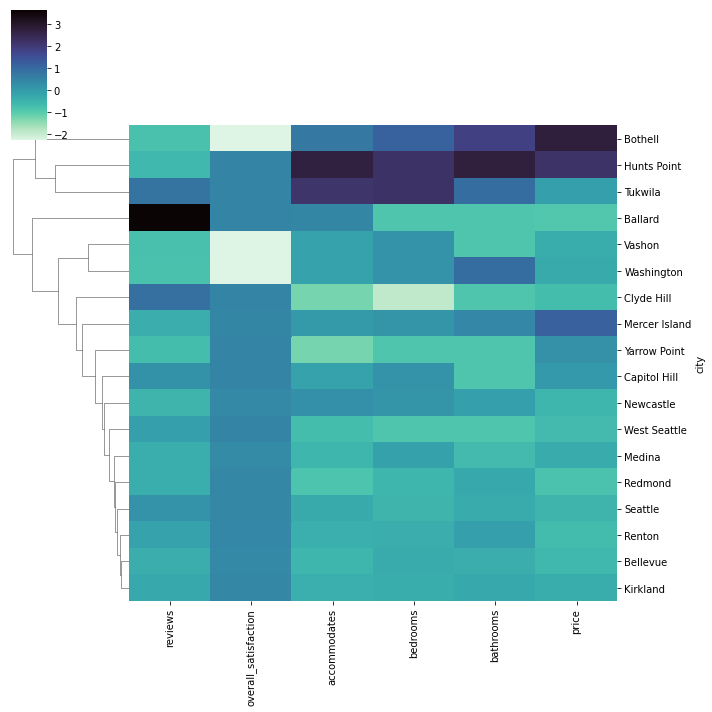 3
2
1
0
−1
−2
Bothell
Hunts Point
Tukwila
Ballard
Vashon
Washington
Clyde Hill
Mercer Island
Yarrow Point
Capitol Hill
Newcastle
West Seattle
Medina
Redmond
Seattle
Renton
Bellevue
Kirkland
city
reviews
overall_satisfaction
accommodates
bedrooms
bathrooms
price